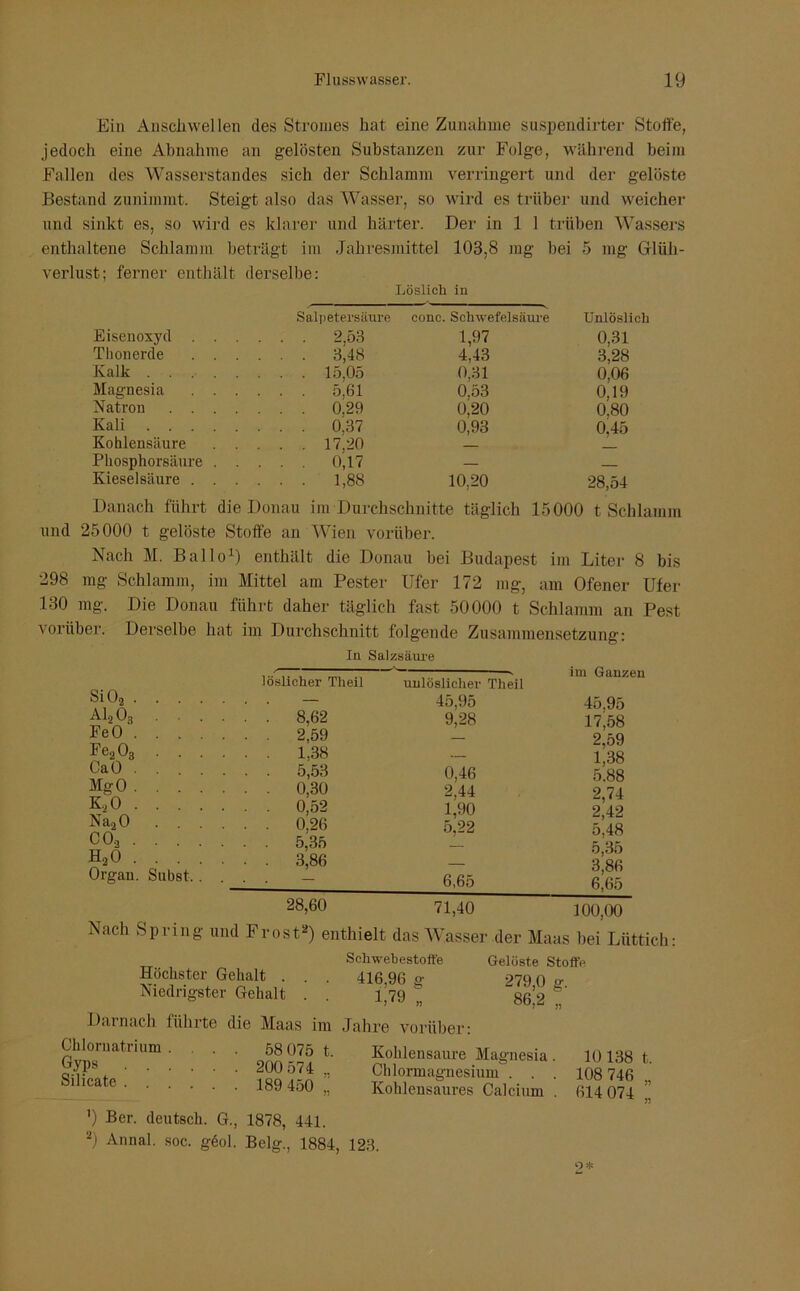 Flusswasser. 19
Ein Anschwellen des Stromes hat eine Zunahme suspendirter Stoffe,
jedoch eine Abnahme an gelösten Substanzen zur Folge, während beim
Fallen des Wasserstandes sich der Schlamm verringert und der gelöste
Bestand zunimmt. Steigt also das Wasser, so wird es trüber und weicher
und sinkt es, so wird es klarer und härter. Der in 1 l trüben Wassers
enthaltene Schlamm beträgt im Jahresmittel 103,8 mg bei 5 mg Glüh-
verlust; ferner enthält derselbe:
Löslich in
Salpetersäure conc. Schwefelsäure Unlöslich
Eisenoxyd . . . . . . 2,53 1,97 0,31
Thonerde . . . . . . 3,48 4,43 3,28
Kalk . . . . . . . . 15,05 0,31 0,06
Magnesia . . . . . . 5,61 0,53 0,19
Natron . . . . . . . 0,29 0,20 0,80
Kali . . . . . . . . 0,37 0,93 0,45
Kohlensäure . . . . . 17,20 — —
Phosphorsäure . . . . . 0,17 — —
Kieselsäure . . . . . . 1,88 10,20 28,54
Danach führt die Donau im Durchschnitte täglich 15000 t Schlamm
und 25000 t gelöste Stoffe an Wien vorüber.
Nach M. Ballo¹) enthält die Donau bei Budapest im Liter 8 bis
298 mg Schlamm, im Mittel am Pester Ufer 172 mg, am Ofener Ufer
130 mg. Die Donau führt daher täglich fast 50000 t Schlamm an Pest
vorüber. Derselbe hat im Durchschnitt folgende Zusammensetzung:
In Salzsäure
löslicher Theil unlöslicher Theil im Ganzen
SiO₂ . . . . . . . — 45,95 45,95
Al₂O₃ . . . . . . . 8,62 9,28 17,58
FeO . . . . . . . . 2,59 — 2,59
Fe₂O₃ . . . . . . . 1,38 — 1,38
CaO . . . . . . . . 5,53 0,46 5.88
MgO . . . . . . . . 0,30 2,44 2,74
K₂O . . . . . . . . 0,52 1,90 2,42
Na₂O . . . . . . . 0,26 5,22 5,48
CO₂ . . . . . . . . 5,35 — 5,35
H₂O . . . . . . . . 3,86 — 3,86
Organ. Subst. . . . . — 6,65 6,65
28,60 71,40 100,00
Nach Spring und Frost²) enthielt das Wasser der Maas bei Lüttich:
Schwebestoffe Gelöste Stoffe
Höchster Gehalt . . . 416,96 g 279,0 g.
Niedrigster Gehalt . . 1,79 „ 86,2 „
Darnach führte die Maas im Jahre vorüber:
Chlornatrium . . . . 58 075 t. Kohlensaure Magnesia . 10 138 t.
Gyps . . . . . . 200 574 „ Chlormagnesium . . . 108 746 „
Silicate . . . . . . 189 450 „ Kohlensaures Calcium . 614 074 „
¹) Ber. deutsch. G., 1878, 441.
²) Annal. soc. géol. Belg., 1884, 123.
2*